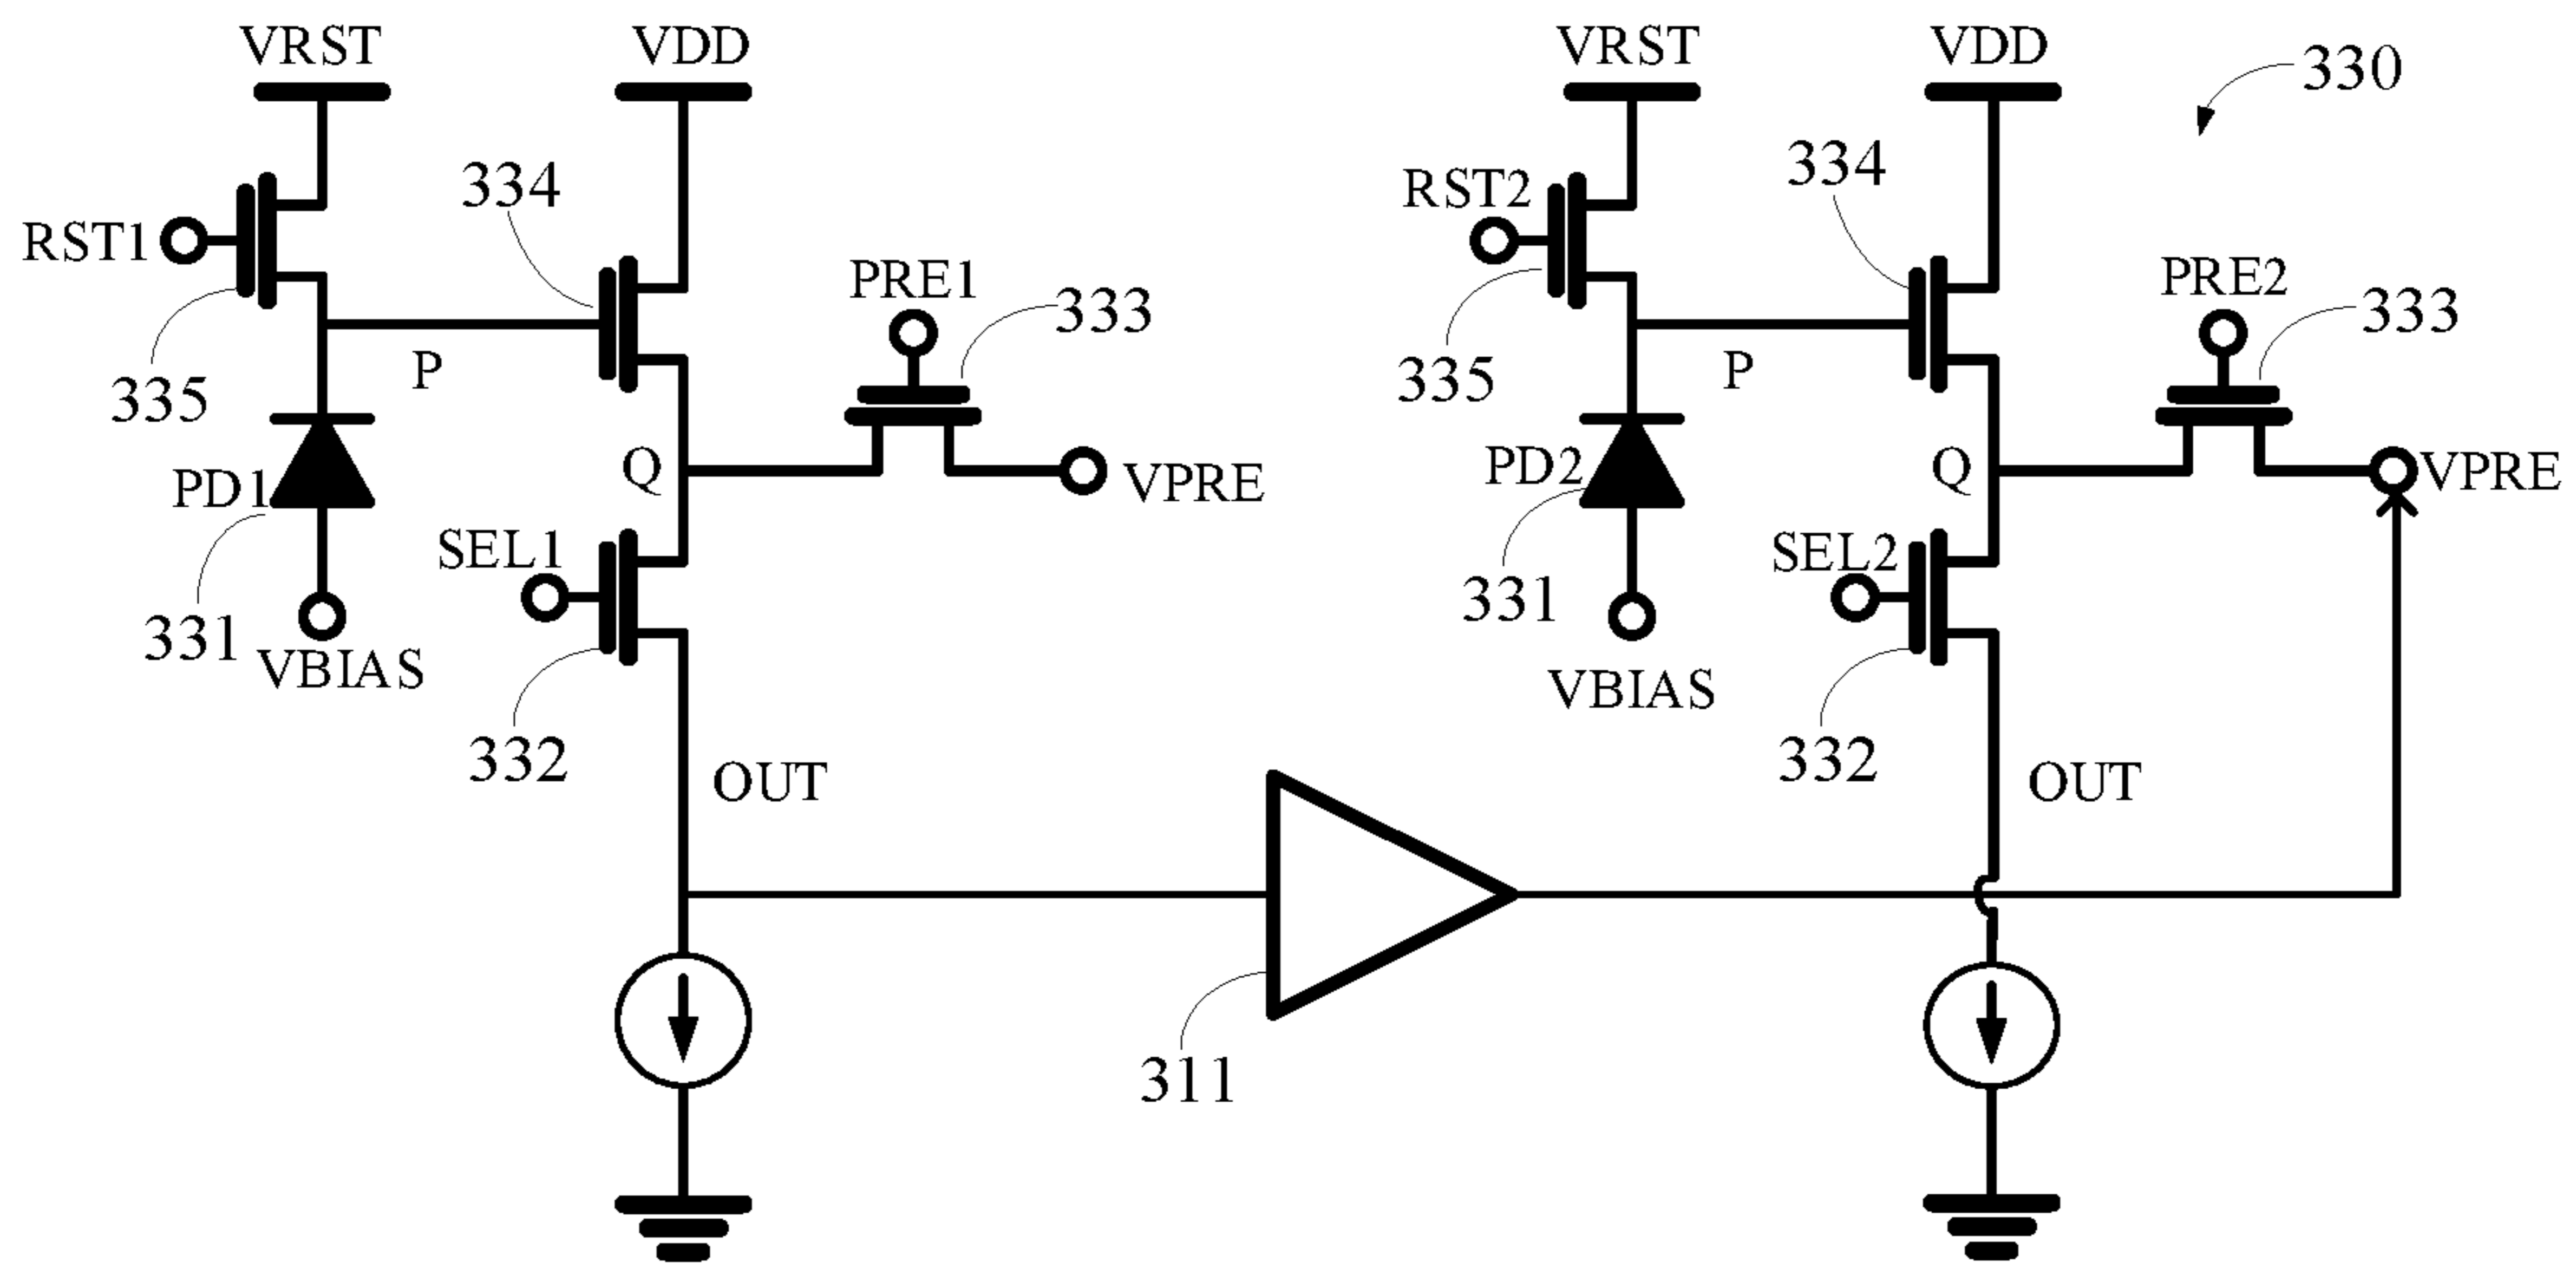 VRST VDD VRST VDD 330
334 334
RST1 RST2
PRE1 333 PRE2 333
335 P 335 P
PD1 Q VPRE PD2 Q VPRE
SEL1 SEL2
331 VBIAS 331 VBIAS
332 332
OUT OUT
311